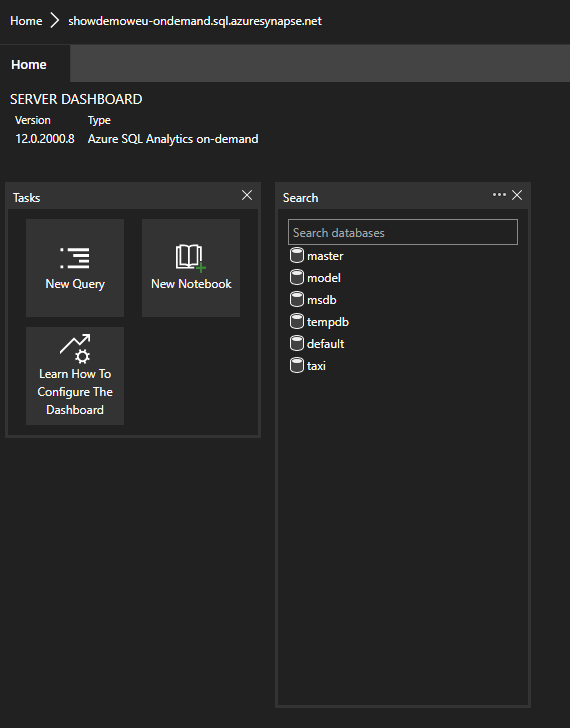 Home showdemoweu-ondemand.sql.azuresynapse.net
Home
SERVER DASHBOARD
Version Type
12.0.2000.8 Azure SQL Analytics on-demand
Tasks
New Query
New Notebook
Learn How To
Configure The
Dashboard
Search
Search databases
master
model
msdb
tempdb
default
taxi